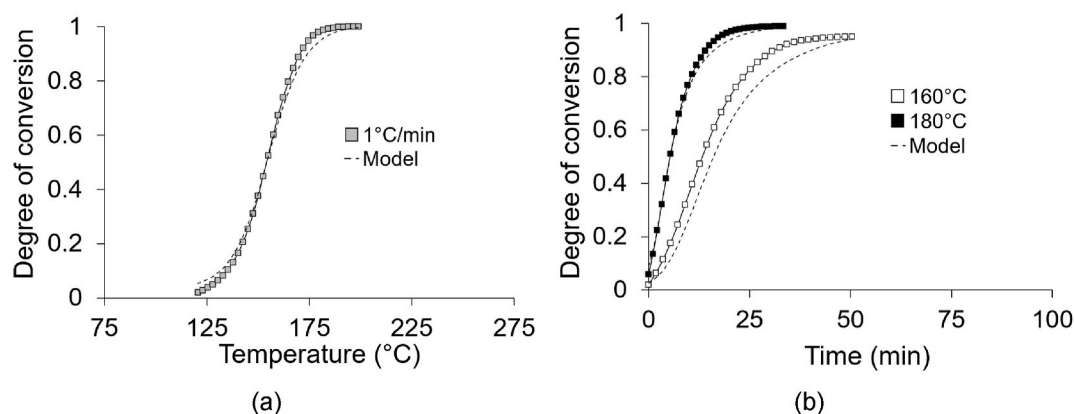 Degree of conversion
1
0.8
0.6
0.4
0.2
0
75
125
175
225
275
Temperature (°C)
1°C/min
Model
(a)
Degree of conversion
1
0.8
0.6
0.4
0.2
0
0
25
50
75
100
Time (min)
160°C
180°C
Model
(b)